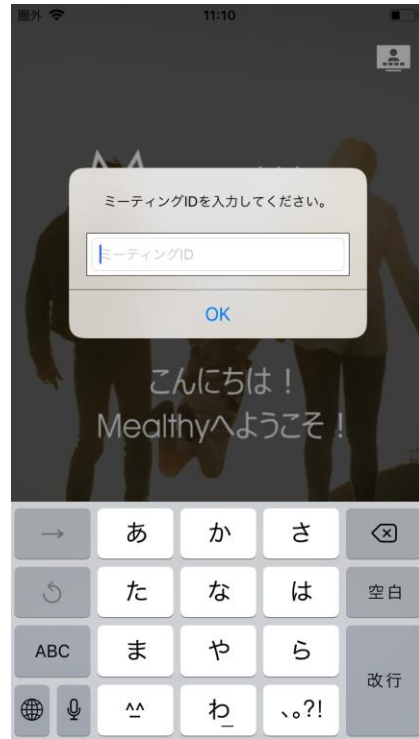 圏外 11:10
ミーティングIDを入力してください。
ミーティングID
OK
こんにちは！
Mealthyへようこそ！
→ あ か さ
た な は 空白
ABC ま や ら 改行
^^ わ_ 、。?!